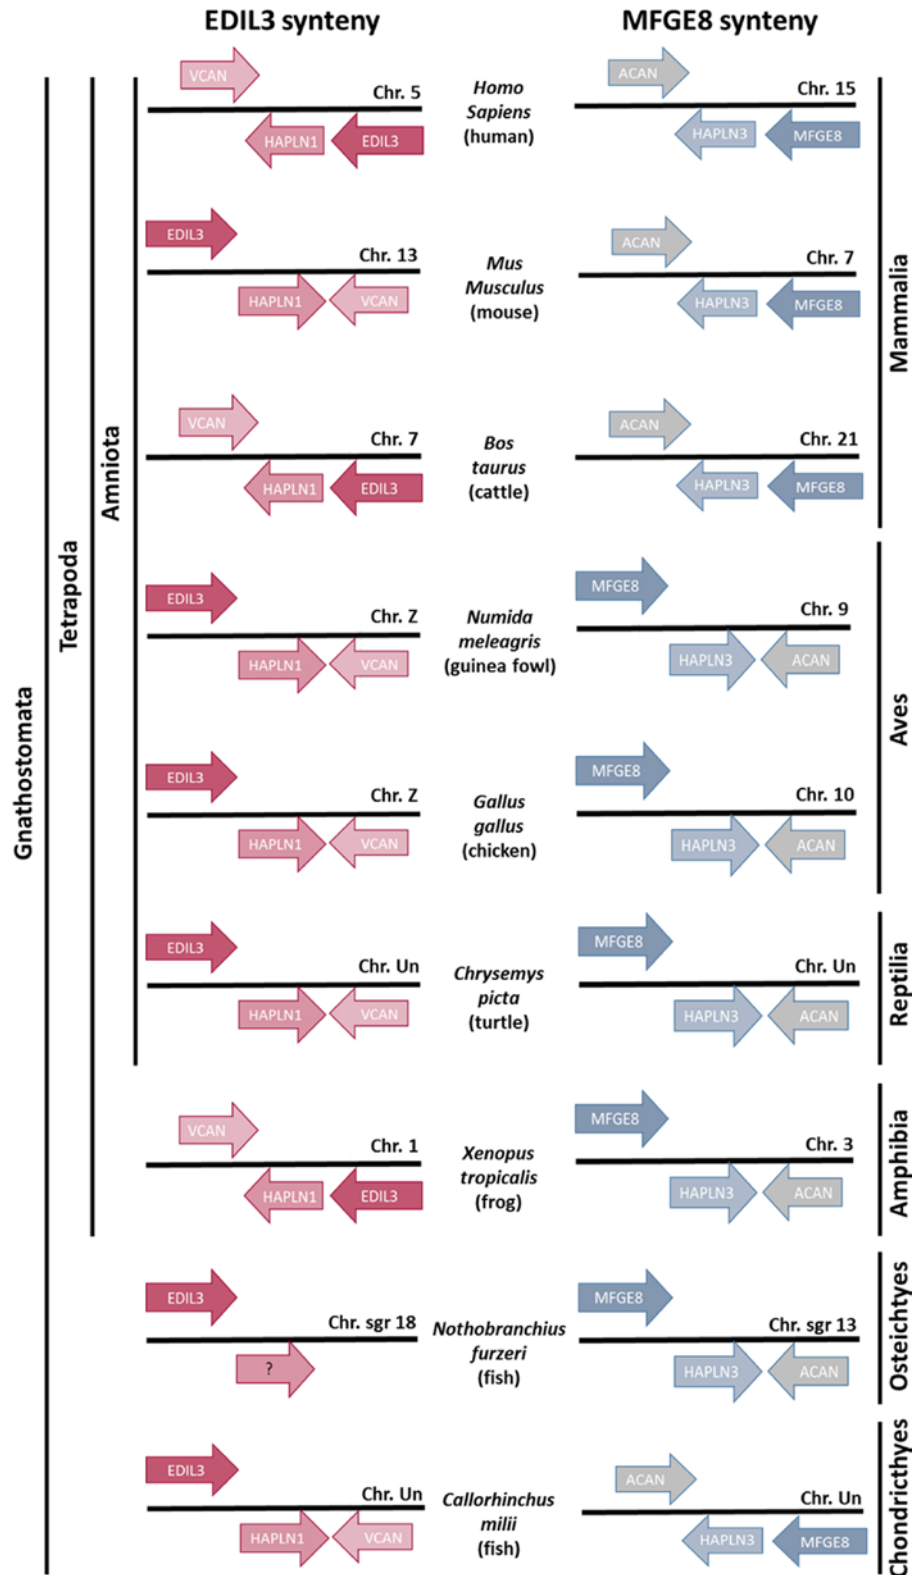 EDIL3 synteny
MFGE8 synteny
Gnathostomata
Tetrapoda
Amniota
VCAN
Chr. 5
HAPLN1
EDIL3
Homo
Sapiens
(human)
ACAN
Chr. 15
HAPLN3
MFGE8
EDIL3
Chr. 13
HAPLN1
VCAN
Mus
Musculus
(mouse)
ACAN
Chr. 7
HAPLN3
MFGE8
VCAN
Chr. 7
HAPLN1
EDIL3
Bos
taurus
(cattle)
ACAN
Chr. 21
HAPLN3
MFGE8
Mammalia
EDIL3
Chr. Z
HAPLN1
VCAN
Numida
meleagris
(guinea fowl)
MFGE8
Chr. 9
HAPLN3
ACAN
EDIL3
Chr. Z
HAPLN1
VCAN
Gallus
gallus
(chicken)
MFGE8
Chr. 10
HAPLN3
ACAN
Aves
EDIL3
Chr. Un
HAPLN1
VCAN
Chrysemys
picta
(turtle)
MFGE8
Chr. Un
HAPLN3
ACAN
Reptilia
VCAN
Chr. 1
HAPLN1
EDIL3
Xenopus
tropicalis
(frog)
MFGE8
Chr. 3
HAPLN3
ACAN
Amphibia
EDIL3
Chr. sgr 18
?
Nothobranchius
furzeri
(fish)
MFGE8
Chr. sgr 13
HAPLN3
ACAN
Osteichtyes
EDIL3
Chr. Un
HAPLN1
VCAN
Callorhinchus
milii
(fish)
ACAN
Chr. Un
HAPLN3
MFGE8
Chondricthyes